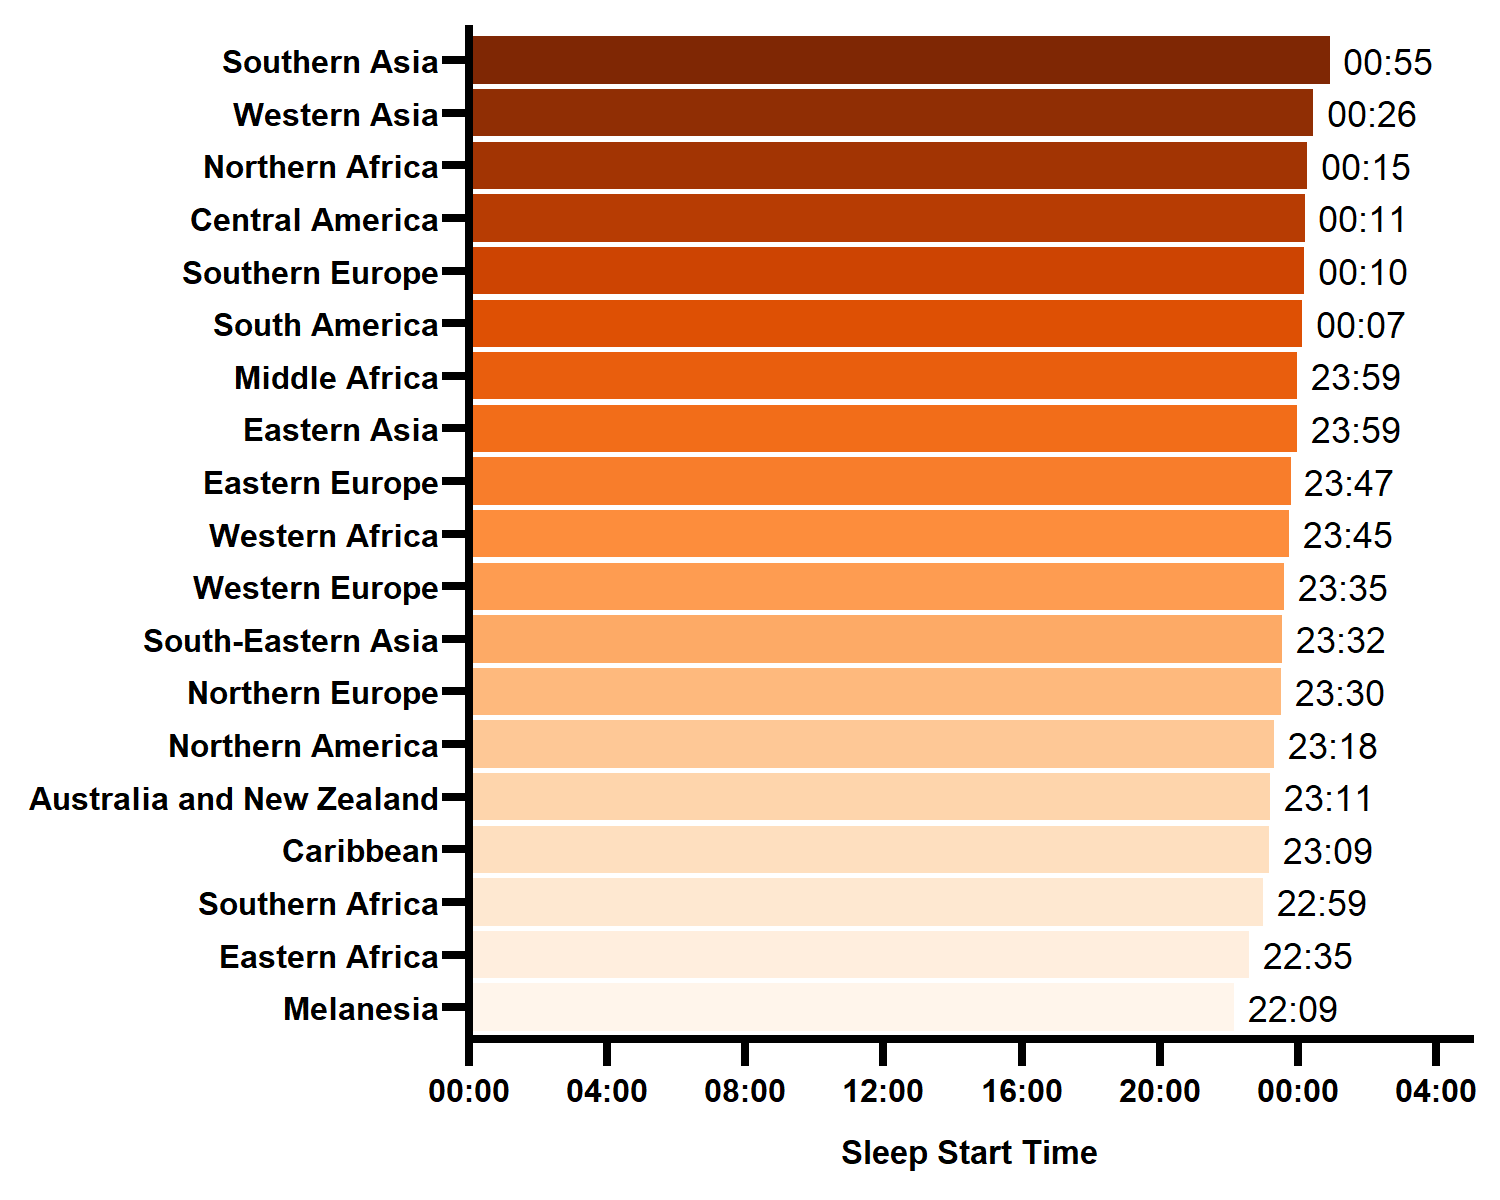 Southern Asia 00:55
Western Asia 00:26
Northern Africa 00:15
Central America 00:11
Southern Europe 00:10
South America 00:07
Middle Africa 23:59
Eastern Asia 23:59
Eastern Europe 23:47
Western Africa 23:45
Western Europe 23:35
South-Eastern Asia 23:32
Northern Europe 23:30
Northern America 23:18
Australia and New Zealand 23:11
Caribbean 23:09
Southern Africa 22:59
Eastern Africa 22:35
Melanesia 22:09
00:00 04:00 08:00 12:00 16:00 20:00 00:00 04:00
Sleep Start Time